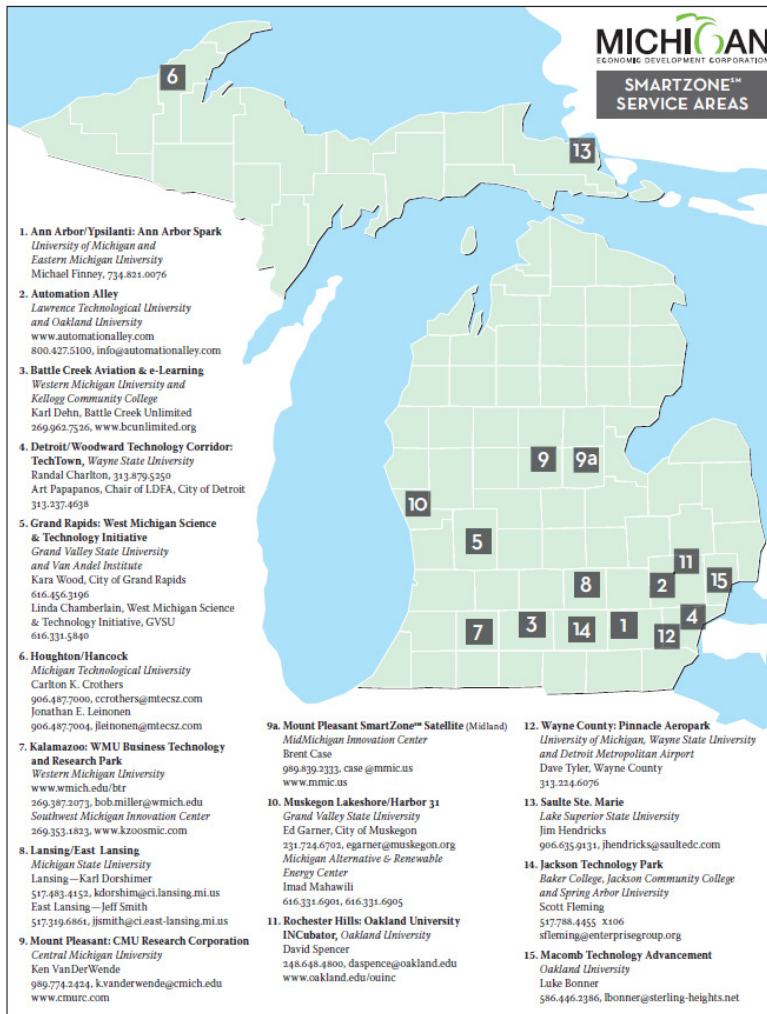 MICHIGAN
ECONOMIC DEVELOPMENT CORPORATION
SMARTZONE℠
SERVICE AREAS
6
13
9
9a
10
5
11
8
2
15
7
3
14
1
4
12
1. Ann Arbor/Ypsilanti: Ann Arbor Spark
University of Michigan and
Eastern Michigan University
Michael Finney, 734.821.0076
2. Automation Alley
Lawrence Technological University
and Oakland University
www.automationalley.com
800.427.5100, info@automationalley.com
3. Battle Creek Aviation & e-Learning
Western Michigan University and
Kellogg Community College
Karl Dehn, Battle Creek Unlimited
269.962.7526, www.bcunlimited.org
4. Detroit/Woodward Technology Corridor:
TechTown, Wayne State University
Randal Charlton, 313.879.5250
Art Papapanos, Chair of LDFA, City of Detroit
313.237.4638
5. Grand Rapids: West Michigan Science
& Technology Initiative
Grand Valley State University
and Van Andel Institute
Kara Wood, City of Grand Rapids
616.456.3196
Linda Chamberlain, West Michigan Science
& Technology Initiative, GVSU
616.331.5840
6. Houghton/Hancock
Michigan Technological University
Carlton K. Crothers
906.487.7000, ccrothers@mtecsz.com
Jonathan E. Leinonen
906.487.7004, jleinonen@mtecsz.com
7. Kalamazoo: WMU Business Technology
and Research Park
Western Michigan University
www.wmich.edu/btr
269.387.2073, bob.miller@wmich.edu
Southwest Michigan Innovation Center
269.353.1823, www.kzoosmic.com
8. Lansing/East Lansing
Michigan State University
Lansing—Karl Dorshimer
517.483.4152, kdorshim@ci.lansing.mi.us
East Lansing—Jeff Smith
517.319.6861, jjsmith@ci.east-lansing.mi.us
9. Mount Pleasant: CMU Research Corporation
Central Michigan University
Ken VanDerWende
989.774.2424, k.vanderwende@cmich.edu
www.cmurc.com
9a. Mount Pleasant SmartZone℠ Satellite (Midland)
MidMichigan Innovation Center
Brent Case
989.839.2333, case @mmic.us
www.mmic.us
10. Muskegon Lakeshore/Harbor 31
Grand Valley State University
Ed Garner, City of Muskegon
231.724.6702, egarner@muskegon.org
Michigan Alternative & Renewable
Energy Center
Imad Mahawili
616.331.6901, 616.331.6905
11. Rochester Hills: Oakland University
INCubator, Oakland University
David Spencer
248.648.4800, daspence@oakland.edu
www.oakland.edu/ouinc
12. Wayne County: Pinnacle Aeropark
University of Michigan, Wayne State University
and Detroit Metropolitan Airport
Dave Tyler, Wayne County
313.224.6076
13. Saulte Ste. Marie
Lake Superior State University
Jim Hendricks
906.635.9131, jhendricks@saultedc.com
14. Jackson Technology Park
Baker College, Jackson Community College
and Spring Arbor University
Scott Fleming
517.788.4455 x106
sfleming@enterprisegroup.org
15. Macomb Technology Advancement
Oakland University
Luke Bonner
586.446.2386, lbonner@sterling-heights.net